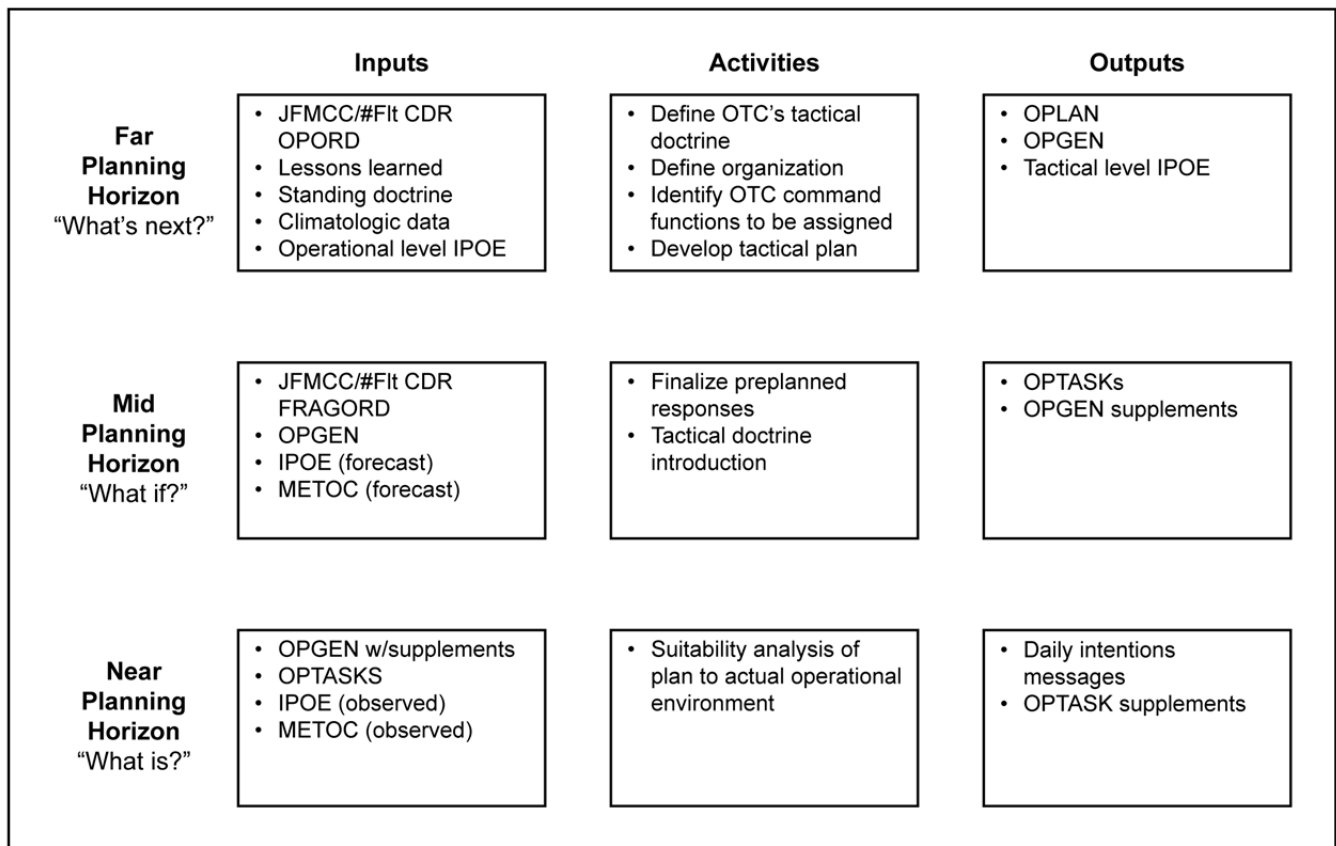 Inputs
Activities
Outputs
Far
Planning
Horizon
“What’s next?”
• JFMCC/#Flt CDR
OPORD
• Lessons learned
• Standing doctrine
• Climatologic data
• Operational level IPOE
• Define OTC’s tactical
doctrine
• Define organization
• Identify OTC command
functions to be assigned
• Develop tactical plan
• OPLAN
• OPGEN
• Tactical level IPOE
Mid
Planning
Horizon
“What if?”
• JFMCC/#Flt CDR
FRAGORD
• OPGEN
• IPOE (forecast)
• METOC (forecast)
• Finalize preplanned
responses
• Tactical doctrine
introduction
• OPTASKs
• OPGEN supplements
Near
Planning
Horizon
“What is?”
• OPGEN w/supplements
• OPTASKS
• IPOE (observed)
• METOC (observed)
• Suitability analysis of
plan to actual operational
environment
• Daily intentions
messages
• OPTASK supplements